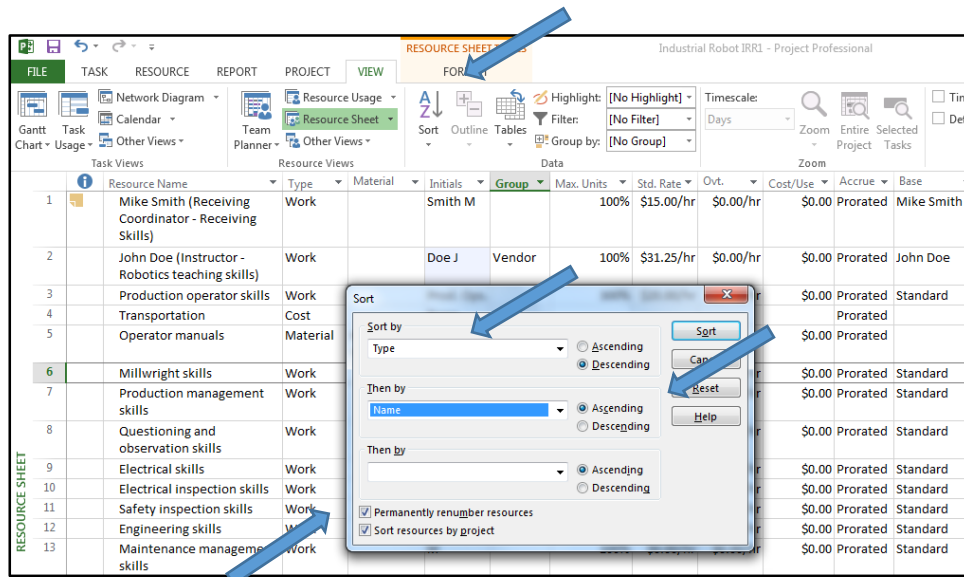 RESOURCE SHEET
Industrial Robot IRR1 - Project Professional
FILE TASK RESOURCE REPORT PROJECT VIEW
Network Diagram
Calendar
Other Views
Gantt Chart
Task Usage
Task Views
Team Planner
Resource Usage
Resource Sheet
Other Views
Resource Views
Sort
Outline
Tables
Highlight: [No Highlight]
Filter: [No Filter]
Group by: [No Group]
Data
Timescale:
Days
Zoom
Entire Project
Selected Tasks
Zoom
Resource Name Type Material Initials Group Max. Units Std. Rate Ovt. Cost/Use Accrue Base
1 Mike Smith (Receiving Work Smith M 100% $15.00/hr $0.00/hr $0.00 Prorated Mike Smith
Coordinator - Receiving
Skills)
2 John Doe (Instructor - Work Doe J Vendor 100% $31.25/hr $0.00/hr $0.00 Prorated John Doe
Robotics teaching skills)
3 Production operator skills Work $0.00 Prorated Standard
4 Transportation Cost Prorated
5 Operator manuals Material $0.00 Prorated
6 Millwright skills Work $0.00 Prorated Standard
7 Production management Work $0.00 Prorated Standard
skills
8 Questioning and Work $0.00 Prorated Standard
observation skills
9 Electrical skills Work $0.00 Prorated Standard
10 Electrical inspection skills Work $0.00 Prorated Standard
11 Safety inspection skills Work $0.00 Prorated Standard
12 Engineering skills $0.00 Prorated Standard
13 Work $0.00 Prorated Standard
Maintenance
skills
RESOURCE SHEET
Sort
Sort by
Type
Ascending
Descending
Then by
Name
Ascending
Descending
Then by
Ascending
Descending
Permanently renumber resources
Sort resources by project
Sort
Reset
Help